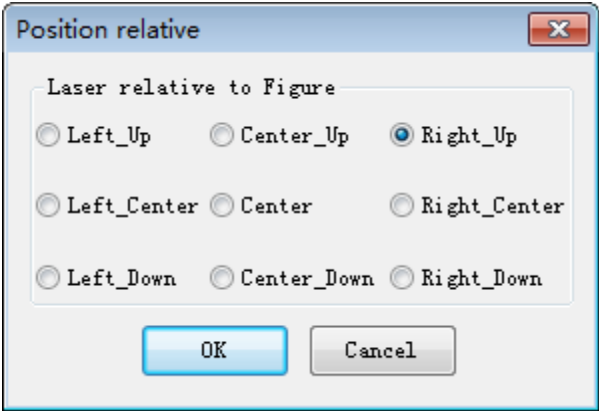 Position relative
Laser relative to Figure
Left_Up Center_Up Right_Up
Left_Center Center Right_Center
Left_Down Center_Down Right_Down
OK Cancel